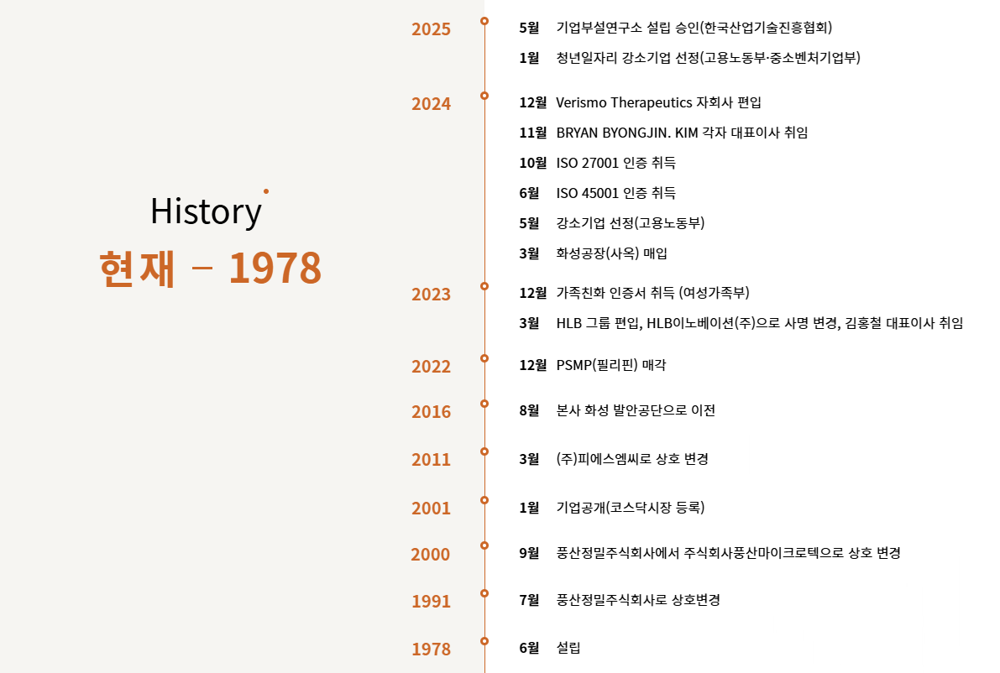 History
현재 – 1978
2025
5월 기업부설연구소 설립 승인(한국산업기술진흥협회)
1월 청년일자리 강소기업 선정(고용노동부·중소벤처기업부)
2024
12월 Verismo Therapeutics 자회사 편입
11월 BRYAN BYONGJIN. KIM 각자 대표이사 취임
10월 ISO 27001 인증 취득
6월 ISO 45001 인증 취득
5월 강소기업 선정(고용노동부)
3월 화성공장(사옥) 매입
2023
12월 가족친화 인증서 취득 (여성가족부)
3월 HLB 그룹 편입, HLB이노베이션(주)으로 사명 변경, 김홍철 대표이사 취임
2022
12월 PSMP(필리핀) 매각
2016
8월 본사 화성 발안공단으로 이전
2011
3월 (주)피에스엠씨로 상호 변경
2001
1월 기업공개(코스닥시장 등록)
2000
9월 풍산정밀주식회사에서 주식회사풍산마이크로텍으로 상호 변경
1991
7월 풍산정밀주식회사로 상호변경
1978
6월 설립